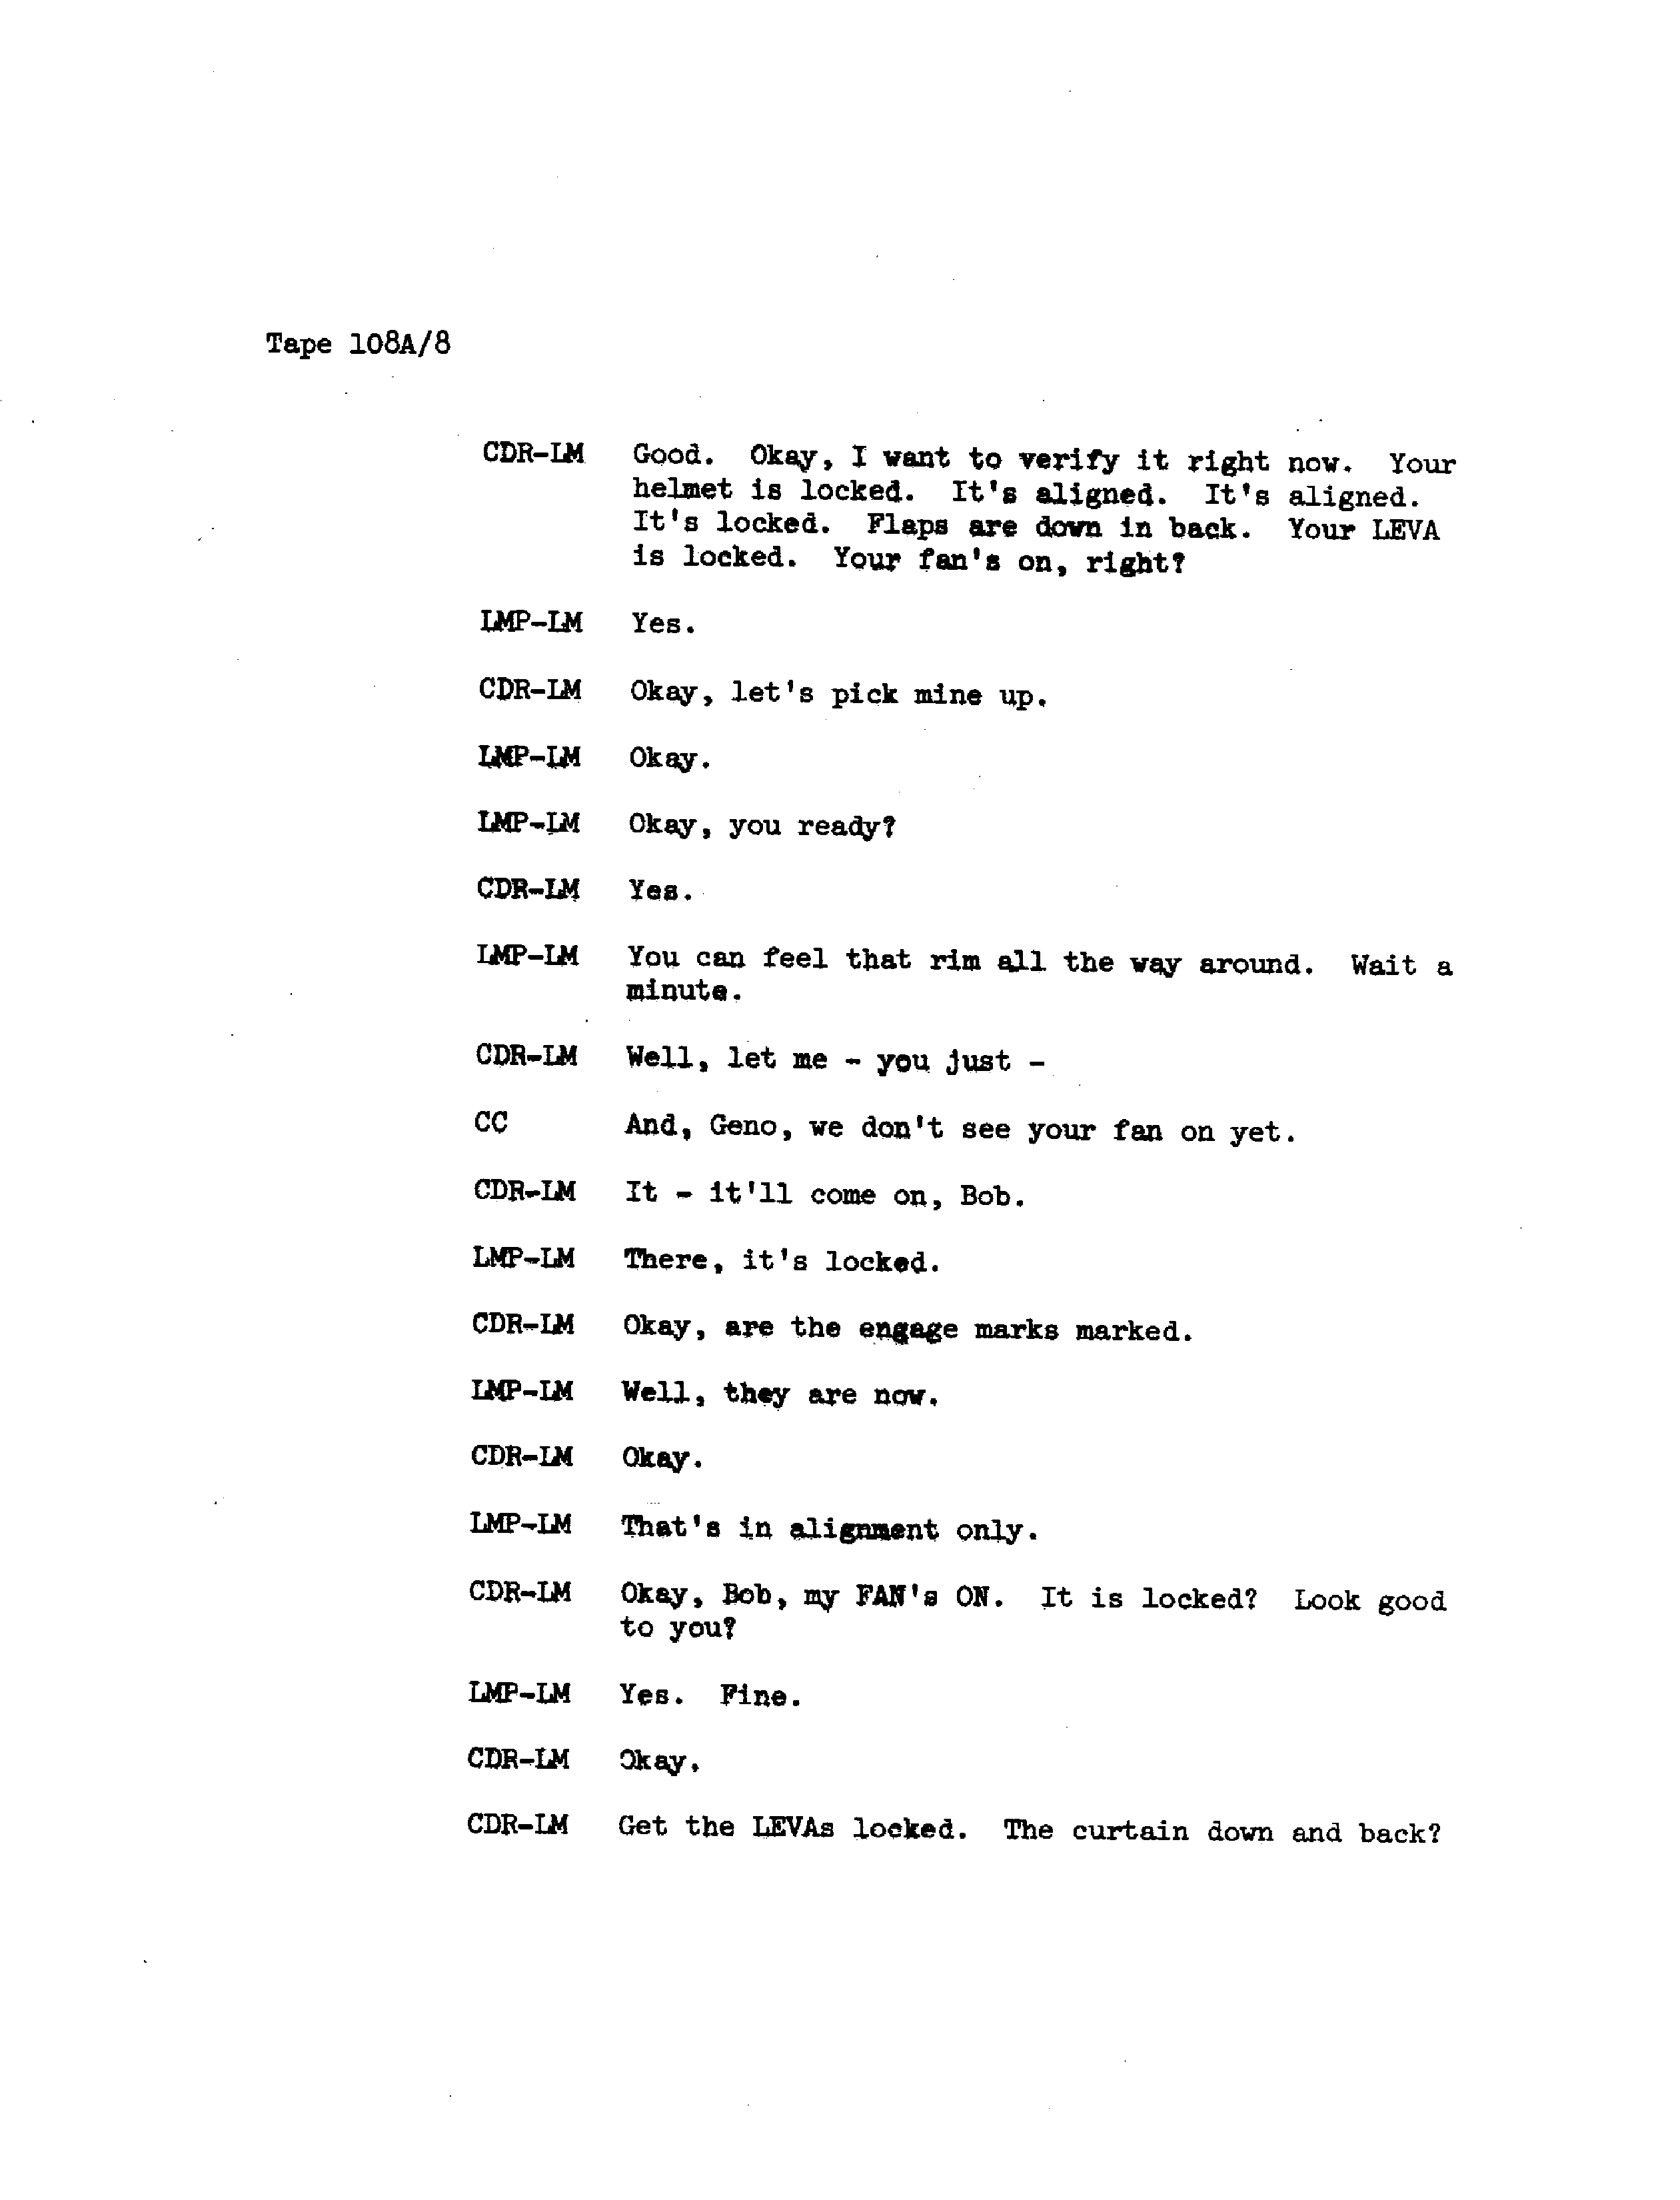 Tape 108A/8
CDR-LM Good. Okay, I want to verify it right now. Your
helmet is locked. It's aligned. It's aligned.
It's locked. Flaps are down in back. Your LEVA
is locked. Your fan's on, right?
LMP-LM Yes.
CDR-LM Okay, let's pick mine up.
LMP-LM Okay.
LMP-LM Okay, you ready?
CDR-LM Yes.
LMP-LM You can feel that rim all the way around. Wait a
minute.
CDR-LM Well, let me - you just -
CC And, Geno, we don't see your fan on yet.
CDR-LM It - it'll come on, Bob.
LMP-LM There, it's locked.
CDR-LM Okay, are the engage marks marked.
LMP-LM Well, they are now.
CDR-LM Okay.
LMP-LM That's in alignment only.
CDR-LM Okay, Bob, my FAN's ON. It is locked? Look good
to you?
LMP-LM Yes. Fine.
CDR-LM Okay.
CDR-LM Get the LEVAs locked. The curtain down and back?